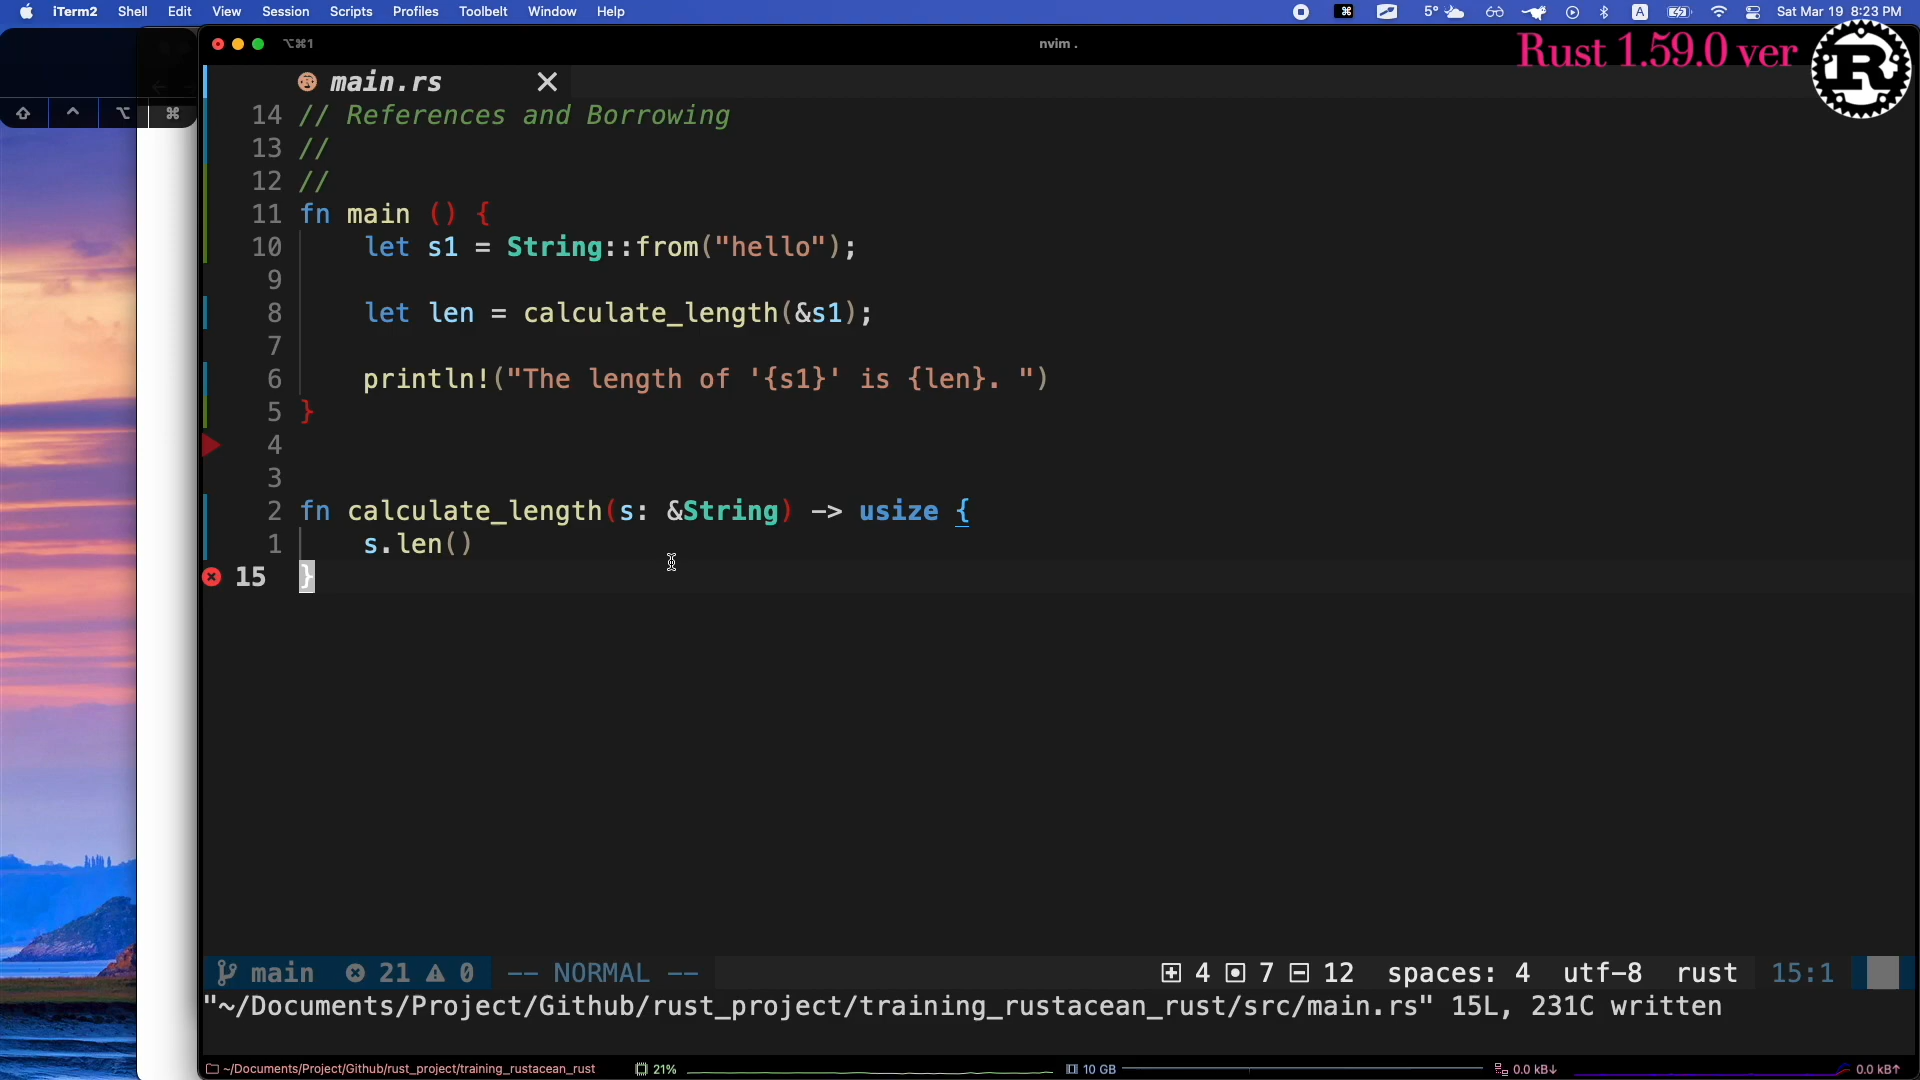 iTerm2 Shell Edit View Session Scripts Profiles Toolbelt Window Help 5° A Sat Mar 19 8:23 PM
⌥⌘1 nvim .
Rust 1.59.0 ver
R
main.rs
14 // References and Borrowing
13 //
12 //
11 fn main () {
10 let s1 = String::from("hello");
9
8 let len = calculate_length(&s1);
7
6 println!("The length of '{s1}' is {len}. ")
5 }
4
3
2 fn calculate_length(s: &String) -> usize {
1 s.len()
15 }
main 21 0 -- NORMAL -- 4 7 12 spaces: 4 utf-8 rust 15:1
"~/Documents/Project/Github/rust_project/training_rustacean_rust/src/main.rs" 15L, 231C written
~/Documents/Project/Github/rust_project/training_rustacean_rust 21% 10 GB 0.0 kB↓ 0.0 kB↑